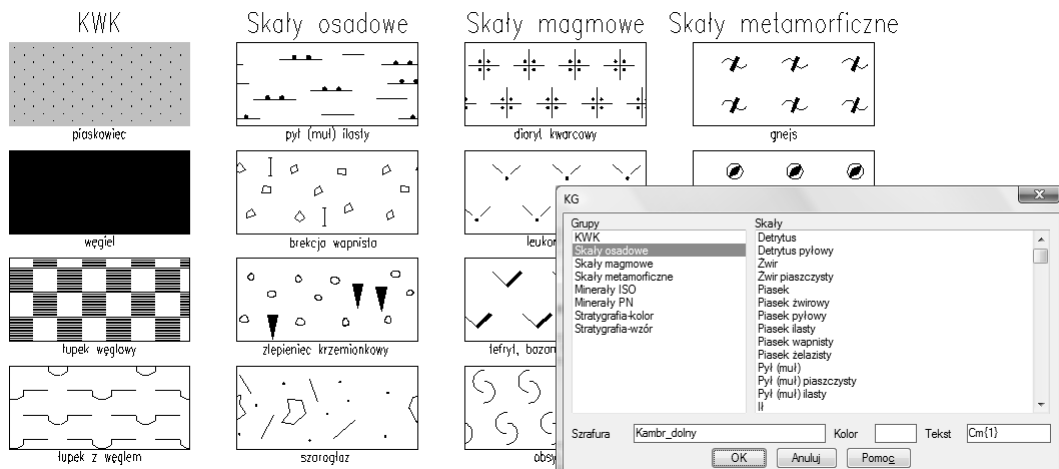 KWK
Skały osadowe
Skały magmowe
Skały metamorficzne
piaskowiec
pył (muł) ilasty
dioryt kwarcowy
gnejs
węgiel
brekcja wapnista
łupek węglowy
zlepieniec krzemionkowy
tefryt,
łupek z węglem
szarogłaz
KG
Grupy
KWK
Skały osadowe
Skały magmowe
Skały metamorficzne
Minerały ISO
Minerały PN
Stratygrafia-kolor
Stratygrafia-wzór
Skały
Detrytus
Detrytus pyłowy
Żwir
Żwir piaszczysty
Piasek
Piasek żwirowy
Piasek pyłowy
Piasek ilasty
Piasek wapnisty
Piasek żelazisty
Pył (muł)
Pył (muł) piaszczysty
Pył (muł) ilasty
Ił
Szrafura Kambr_dolny Kolor Tekst Cm{1}
OK Anuluj Pomoc